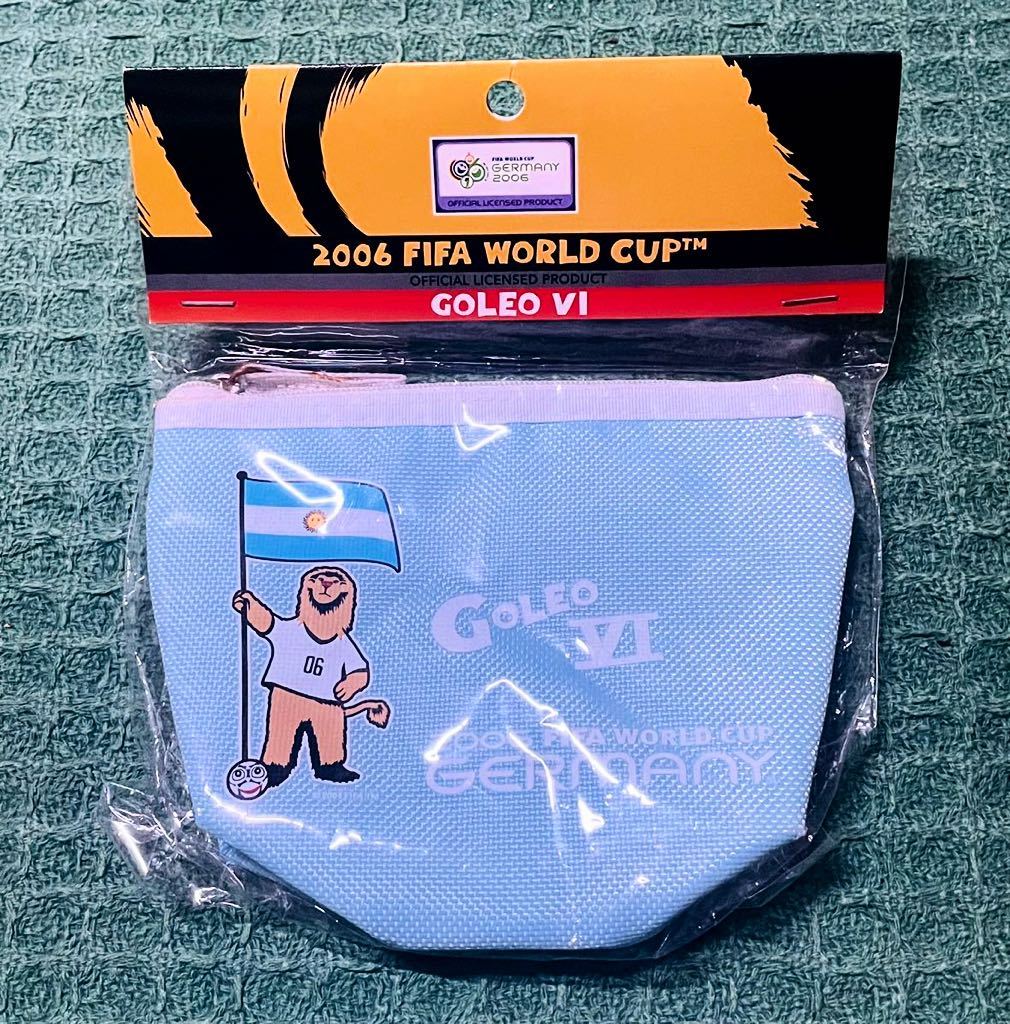 FIFA WORLD CUP
GERMANY
2006
OFFICIAL LICENSED PRODUCT
2006 FIFA WORLD CUP™
OFFICIAL LICENSED PRODUCT
GOLEO VI
GOLEO
VI
06
2006 FIFA WORLD CUP
GERMANY